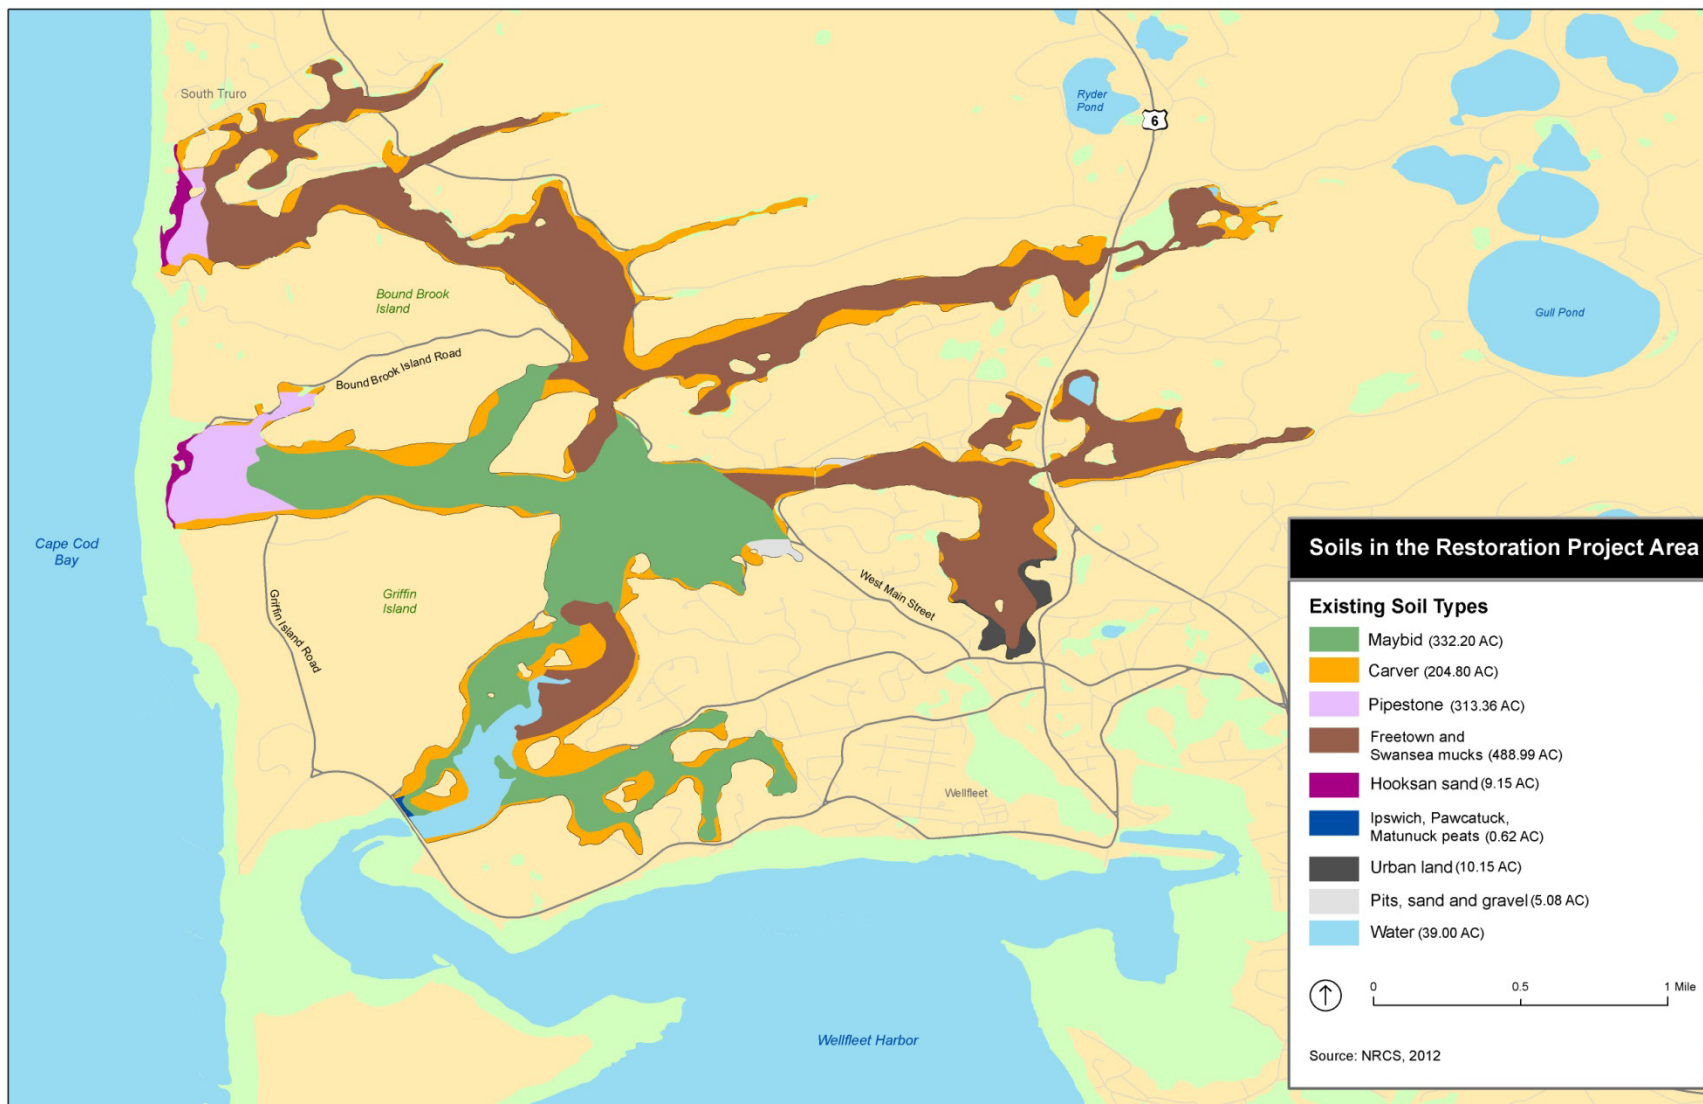 South Truro
Ryder
Pond
6
Bound Brook
Island
Gull Pond
Bound Brook Island Road
Cape Cod
Bay
Griffin
Island
Griffin Island Road
West Main Street
Wellfleet
Wellfleet Harbor
Soils in the Restoration Project Area
Existing Soil Types
Maybid (332.20 AC)
Carver (204.80 AC)
Pipestone (313.36 AC)
Freetown and
Swansea mucks (488.99 AC)
Hooksan sand (9.15 AC)
Ipswich, Pawcatuck,
Matunuck peats (0.62 AC)
Urban land (10.15 AC)
Pits, sand and gravel (5.08 AC)
Water (39.00 AC)
0 0.5 1 Mile
Source: NRCS, 2012